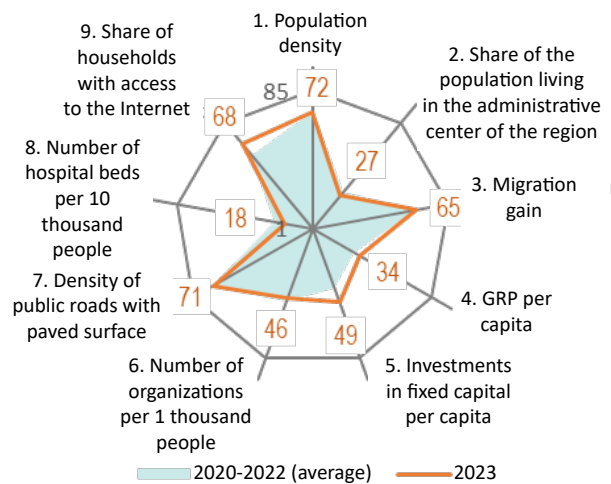 1. Population
density
72
85
2. Share of the
population living
in the administrative
center of the region
27
3. Migration
gain
65
4. GRP per
capita
34
5. Investments
in fixed capital
per capita
49
6. Number of
organizations
per 1 thousand
people
46
7. Density of
public roads with
paved surface
71
8. Number of
hospital beds
per 10
thousand
people
18
1
9. Share of
households
with access
to the Internet
68
2020-2022 (average)
2023